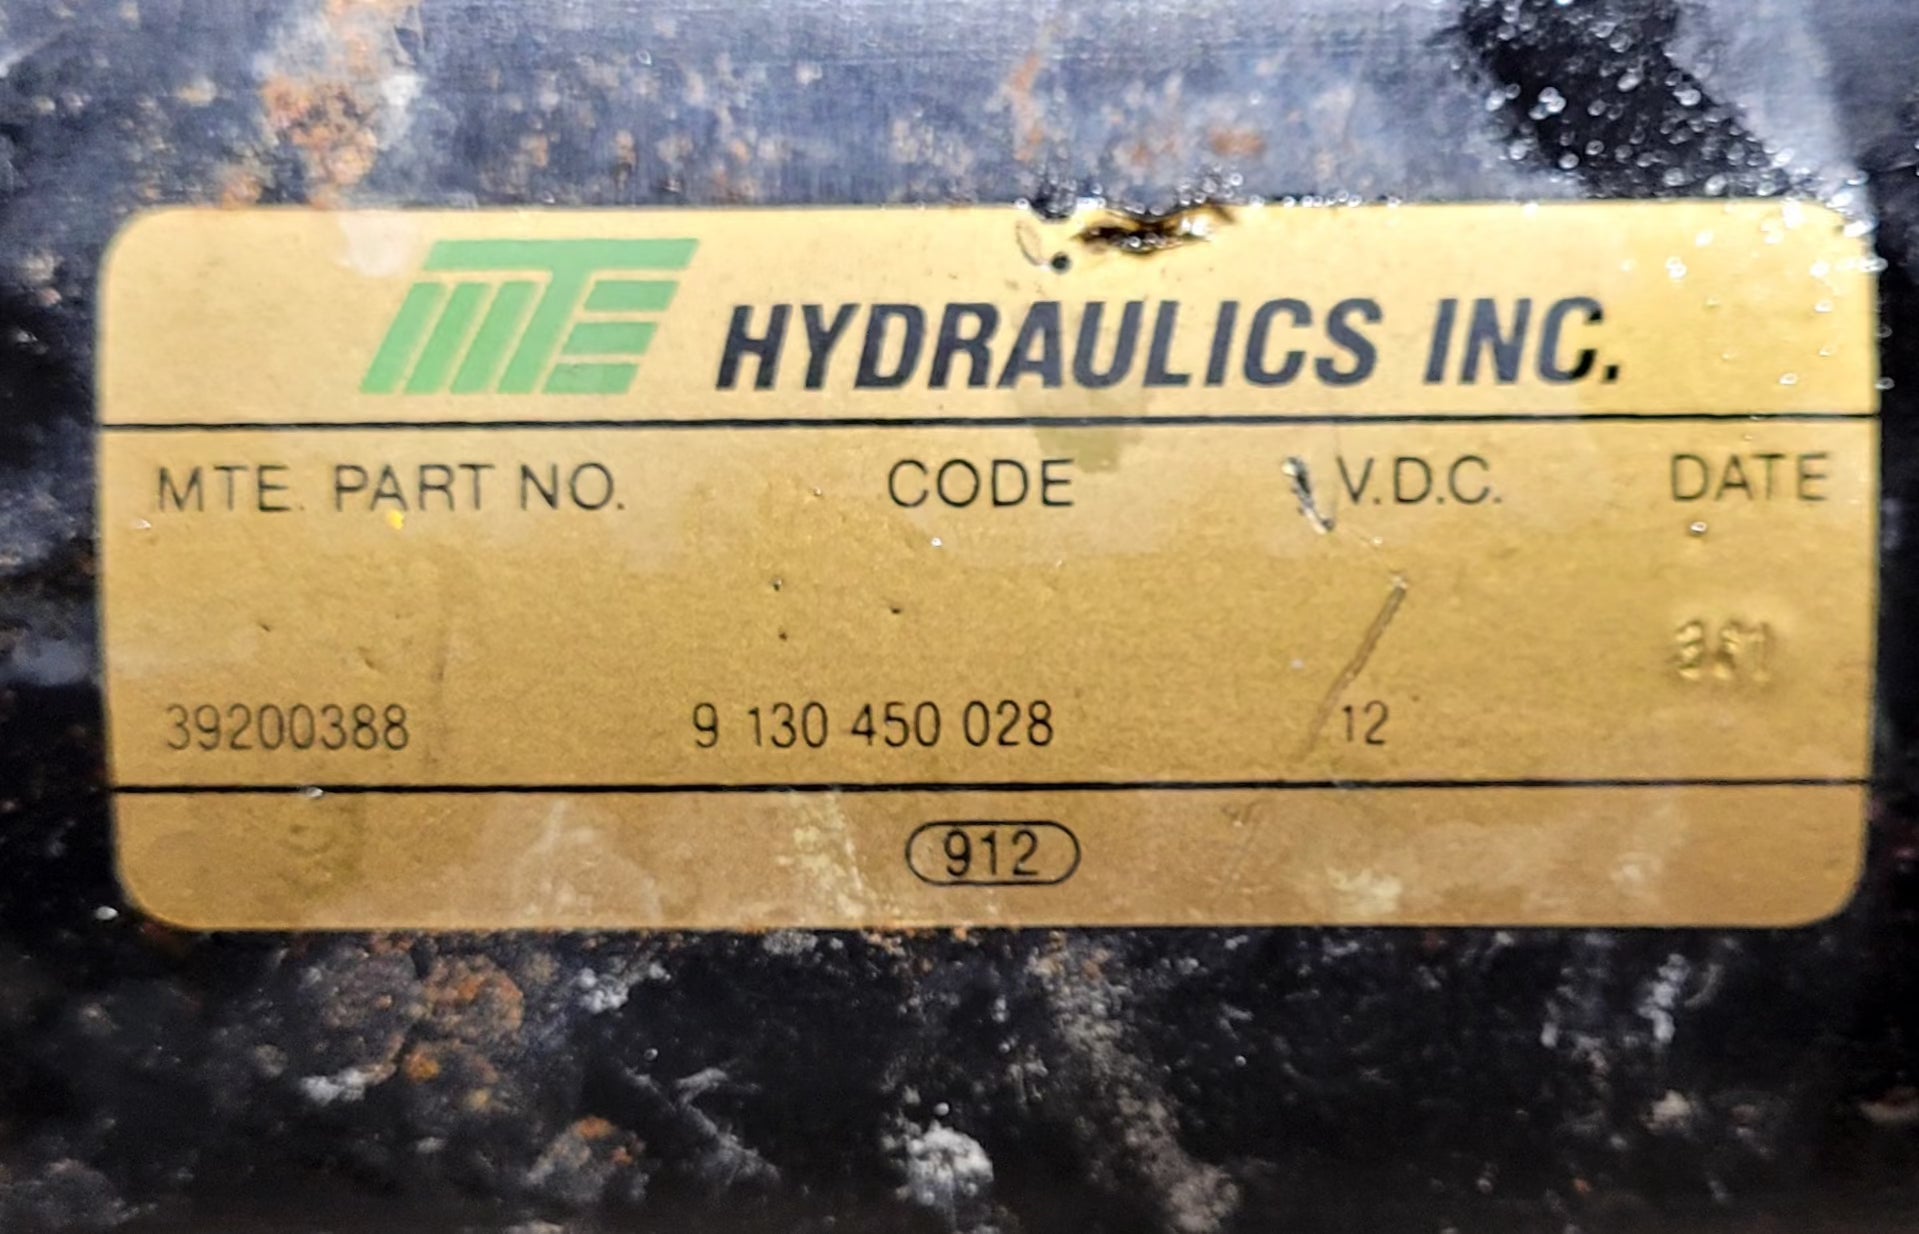 MTE HYDRAULICS INC.
MTE. PART NO. CODE V.D.C. DATE
39200388 9 130 450 028 12
912